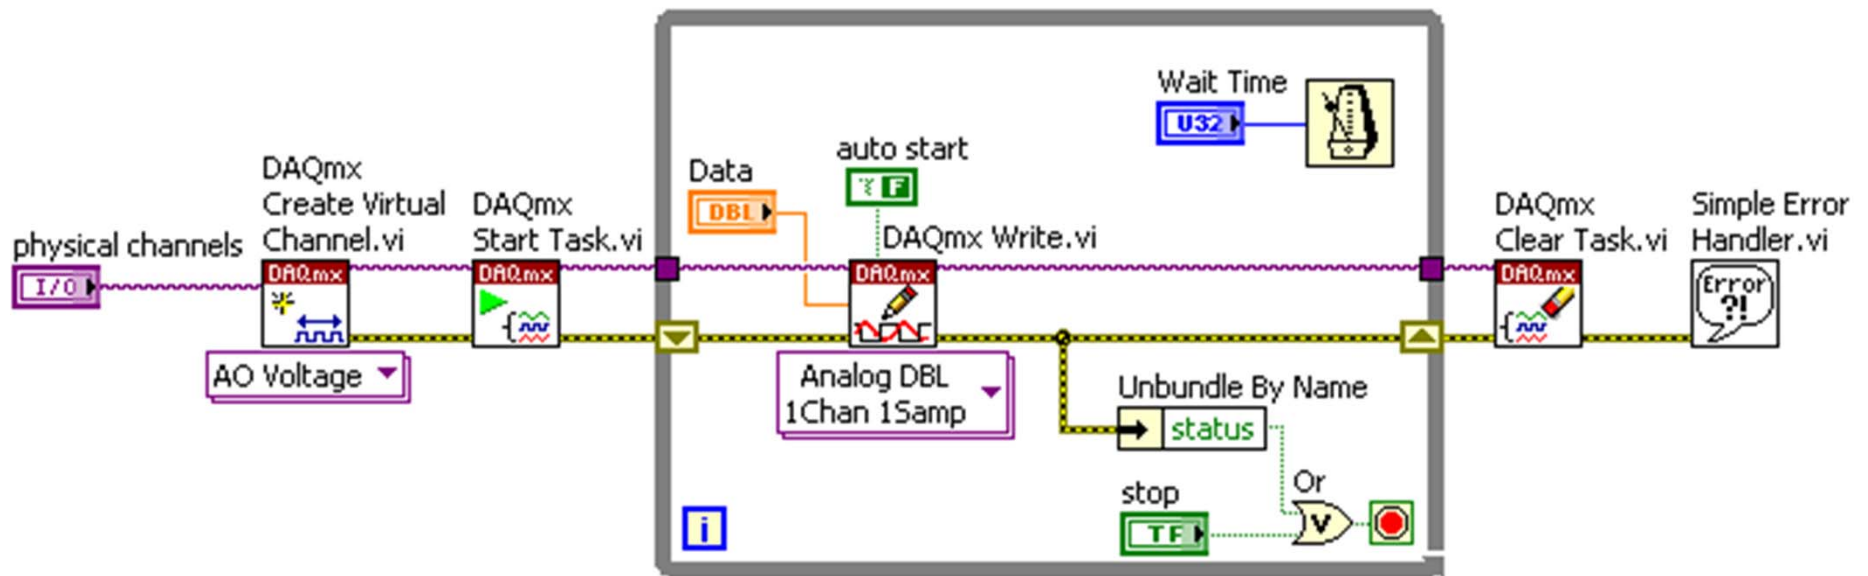 physical channels
I/O
DAQmx
Create Virtual
Channel.vi
DAQmx
AO Voltage
DAQmx
Start Task.vi
DAQmx
Data
DBL
auto start
F
DAQmx Write.vi
DAQmx
Analog DBL
1Chan 1Samp
Wait Time
U32
Unbundle By Name
status
stop
TF
Or
V
i
DAQmx
Clear Task.vi
DAQmx
Simple Error
Handler.vi
Error
?!